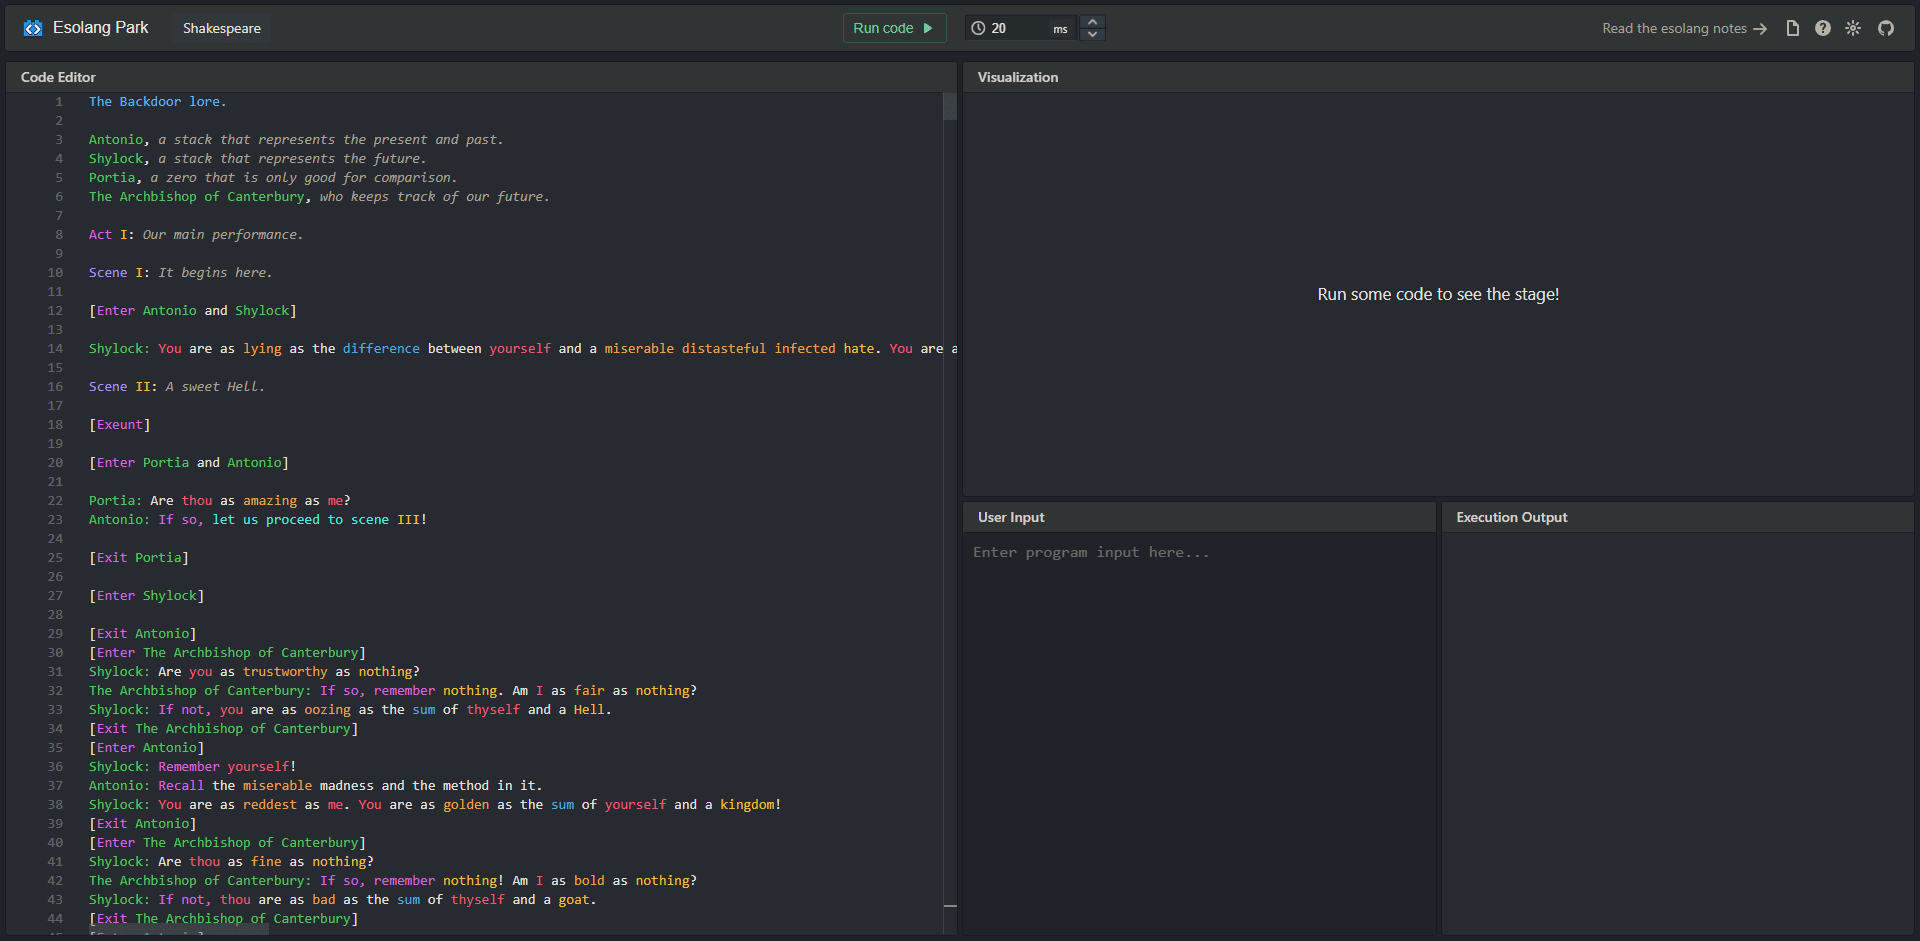 Esolang Park
Shakespeare
Run code
20
ms
Read the esolang notes
Code Editor
1 The Backdoor lore.
2
3 Antonio, a stack that represents the present and past.
4 Shylock, a stack that represents the future.
5 Portia, a zero that is only good for comparison.
6 The Archbishop of Canterbury, who keeps track of our future.
7
8 Act I: Our main performance.
9
10 Scene I: It begins here.
11
12 [Enter Antonio and Shylock]
13
14 Shylock: You are as lying as the difference between yourself and a miserable distasteful infected hate. You are a
15
16 Scene II: A sweet Hell.
17
18 [Exeunt]
19
20 [Enter Portia and Antonio]
21
22 Portia: Are thou as amazing as me?
23 Antonio: If so, let us proceed to scene III!
24
25 [Exit Portia]
26
27 [Enter Shylock]
28
29 [Exit Antonio]
30 [Enter The Archbishop of Canterbury]
31 Shylock: Are you as trustworthy as nothing?
32 The Archbishop of Canterbury: If so, remember nothing. Am I as fair as nothing?
33 Shylock: If not, you are as oozing as the sum of thyself and a Hell.
34 [Exit The Archbishop of Canterbury]
35 [Enter Antonio]
36 Shylock: Remember yourself!
37 Antonio: Recall the miserable madness and the method in it.
38 Shylock: You are as reddest as me. You are as golden as the sum of yourself and a kingdom!
39 [Exit Antonio]
40 [Enter The Archbishop of Canterbury]
41 Shylock: Are thou as fine as nothing?
42 The Archbishop of Canterbury: If so, remember nothing! Am I as bold as nothing?
43 Shylock: If not, thou are as bad as the sum of thyself and a goat.
44 [Exit The Archbishop of Canterbury]
Visualization
Run some code to see the stage!
User Input
Enter program input here...
Execution Output